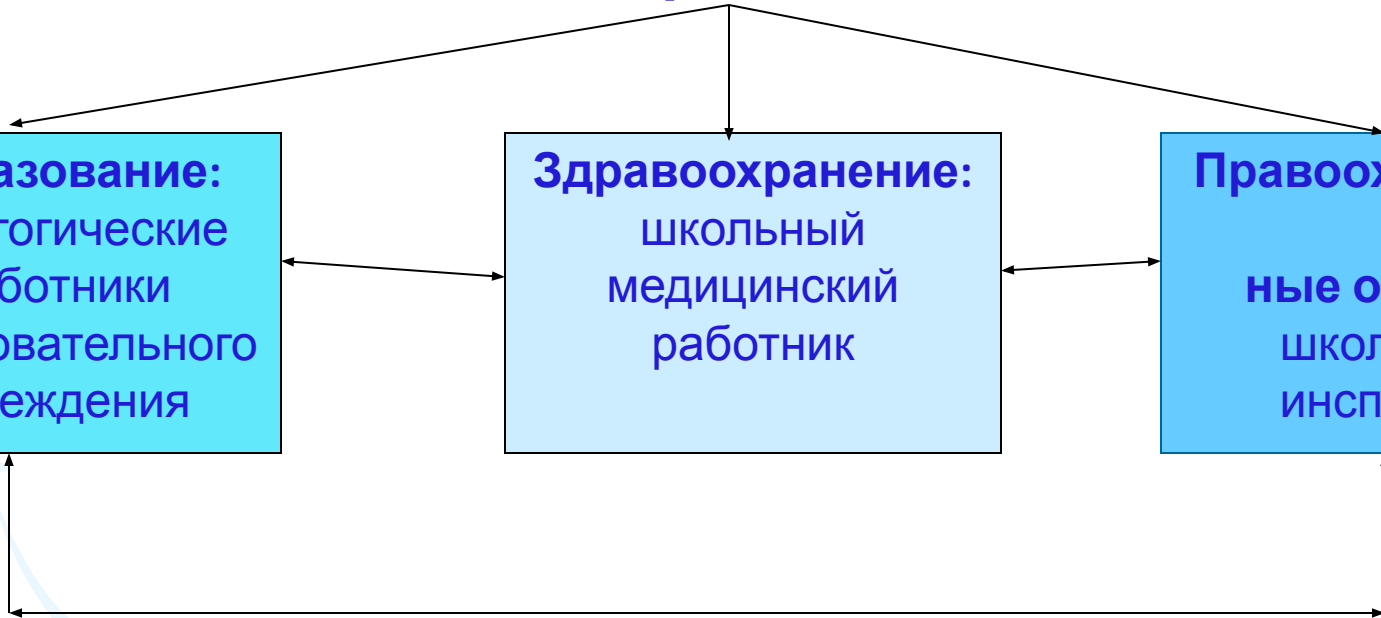 азование:
гогические
ботники
овательного
еждения
Здравоохранение:
школьный
медицинский
работник
Правоох
ные о
школ
инсп